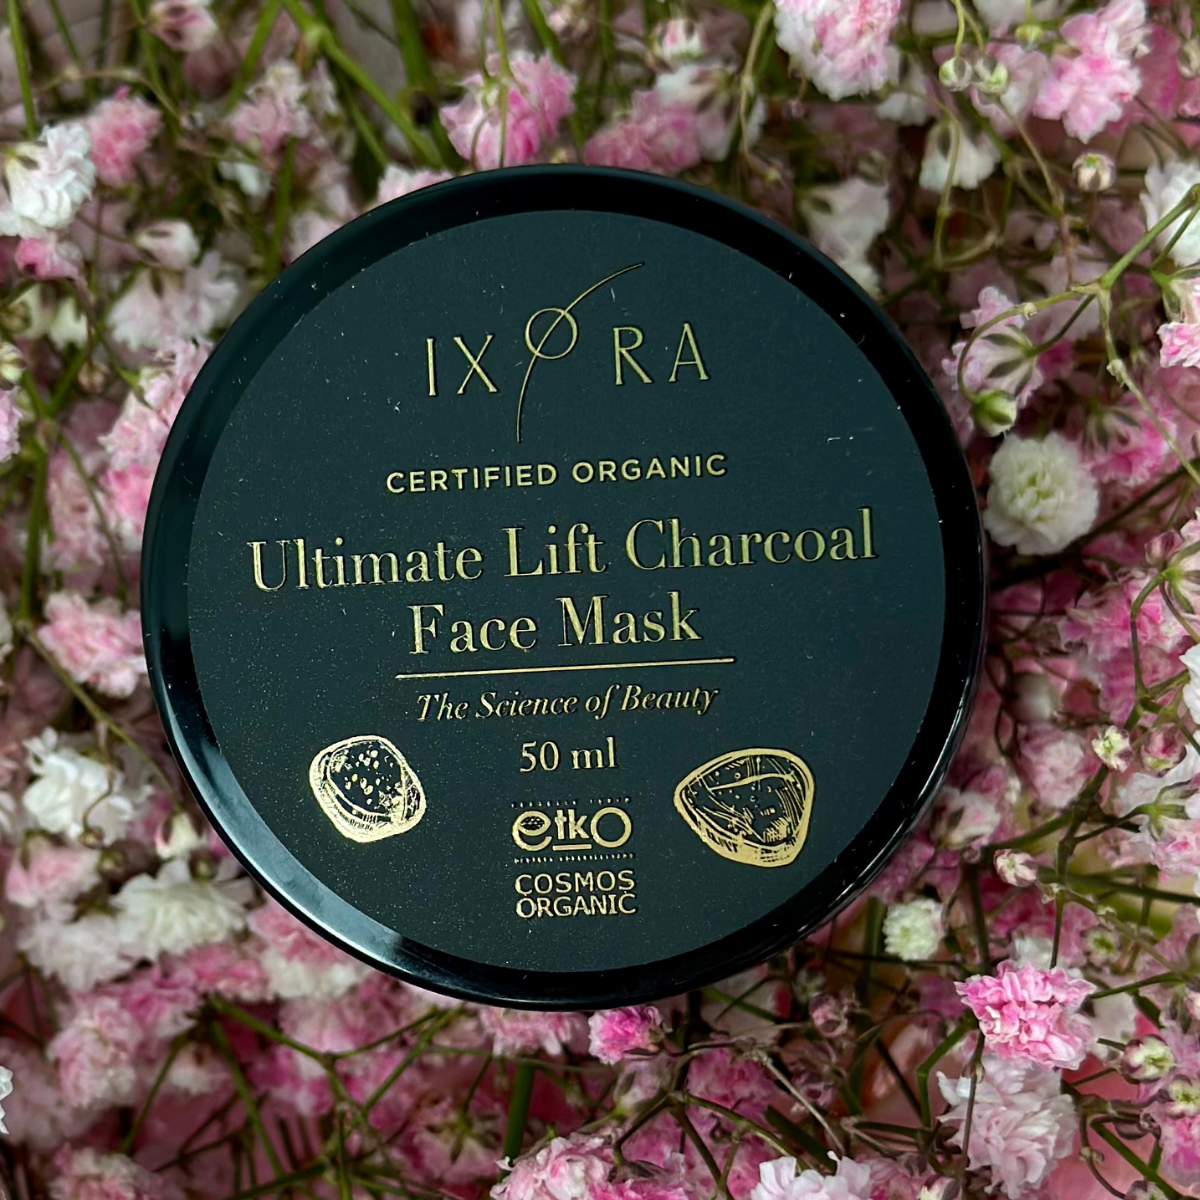 IXORA
CERTIFIED ORGANIC
Ultimate Lift Charcoal
Face Mask
The Science of Beauty
50 ml
etko
COSMOS
ORGANIC